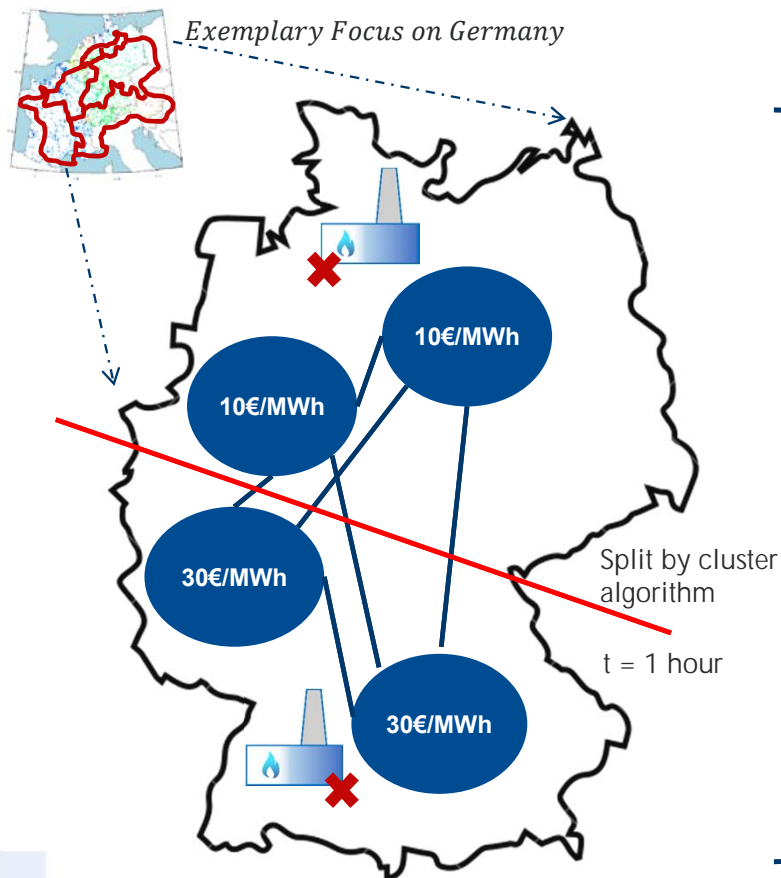 Exemplary Focus on Germany
10€/MWh
10€/MWh
30€/MWh
Split by cluster
algorithm
t = 1 hour
30€/MWh